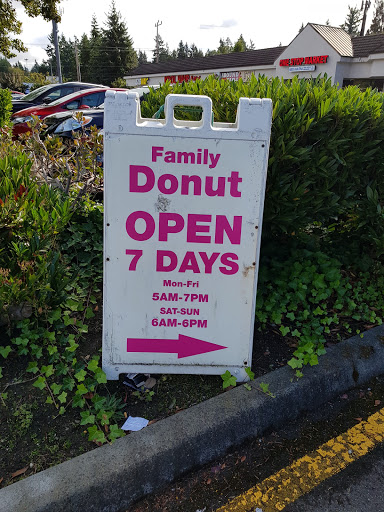 Family
Donut
OPEN
7 DAYS
Mon-Fri
5AM-7PM
SAT-SUN
6AM-6PM